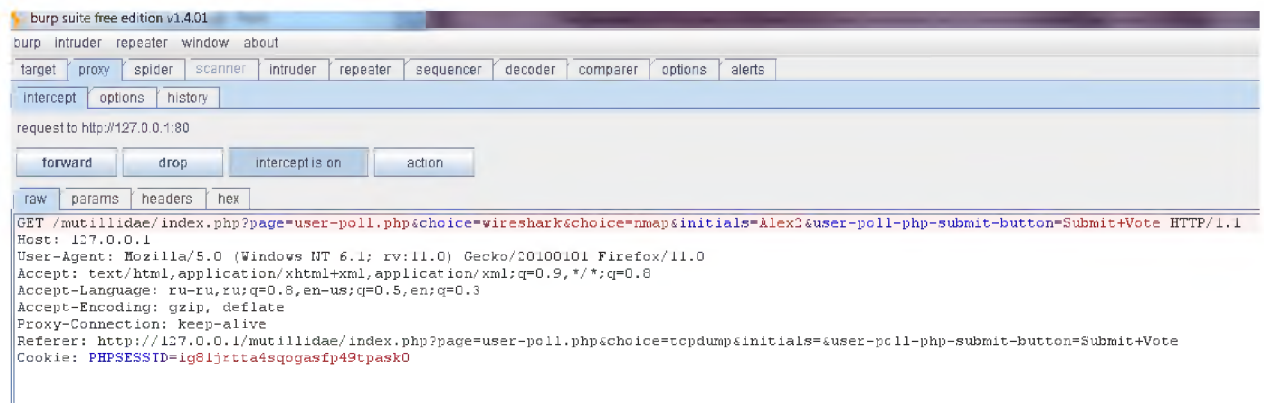 burp suite free edition v1.4.01
burp intruder repeater window about
target proxy spider scanner intruder repeater sequencer decoder comparer options alerts
intercept options history
request to http://127.0.0.1:80
forward drop intercept is on action
raw params headers hex
GET /mutillidae/index.php?page=user-poll.php&choice=wireshark&choice=nmap&initials=Alex2&user-poll-php-submit-button=Submit+Vote HTTP/1.1
Host: 127.0.0.1
User-Agent: Mozilla/5.0 (Windows NT 6.1; rv:11.0) Gecko/20100101 Firefox/11.0
Accept: text/html,application/xhtml+xml,application/xml;q=0.9,*/*;q=0.8
Accept-Language: ru-ru,ru;q=0.8,en-us;q=0.5,en;q=0.3
Accept-Encoding: gzip, deflate
Proxy-Connection: keep-alive
Referer: http://127.0.0.1/mutillidae/index.php?page=user-poll.php&choice=tcpdump&initials=&user-poll-php-submit-button=Submit+Vote
Cookie: PHPSESSID=